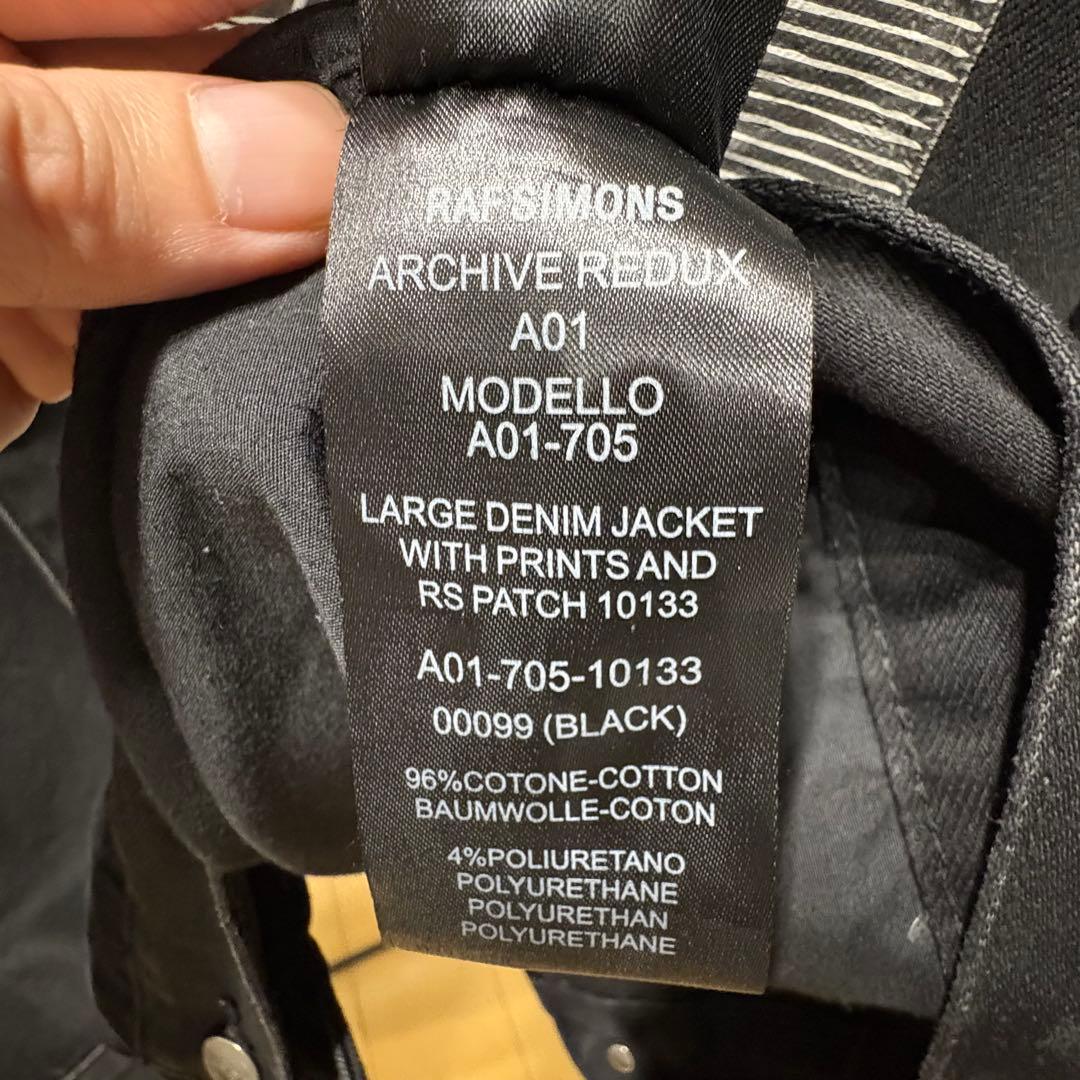 RAF SIMONS
ARCHIVE REDUX
A01
MODELLO
A01-705
LARGE DENIM JACKET
WITH PRINTS AND
RS PATCH 10133
A01-705-10133
00099 (BLACK)
96%COTONE-COTTON
BAUMWOLLE-COTON
4%POLIURETANO
POLYURETHANE
POLYURETHAN
POLYURETHANE